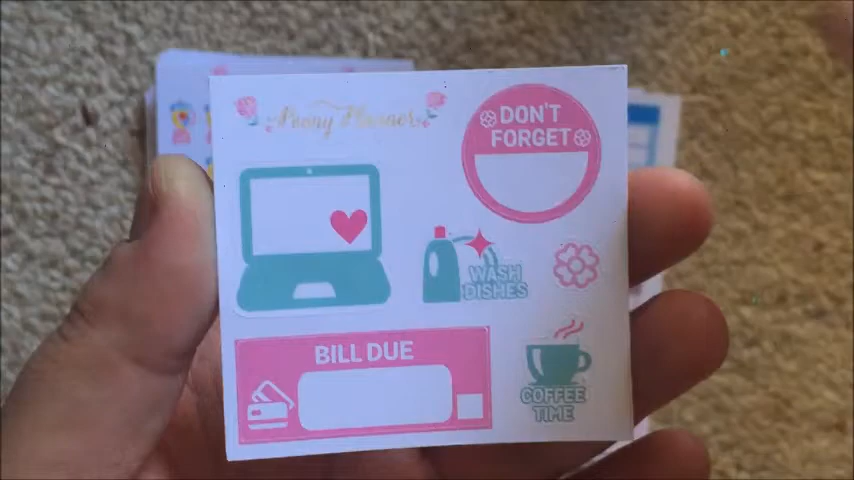 Peony Planner
DON'T
FORGET
WASH
DISHES
BILL DUE
COFFEE
TIME